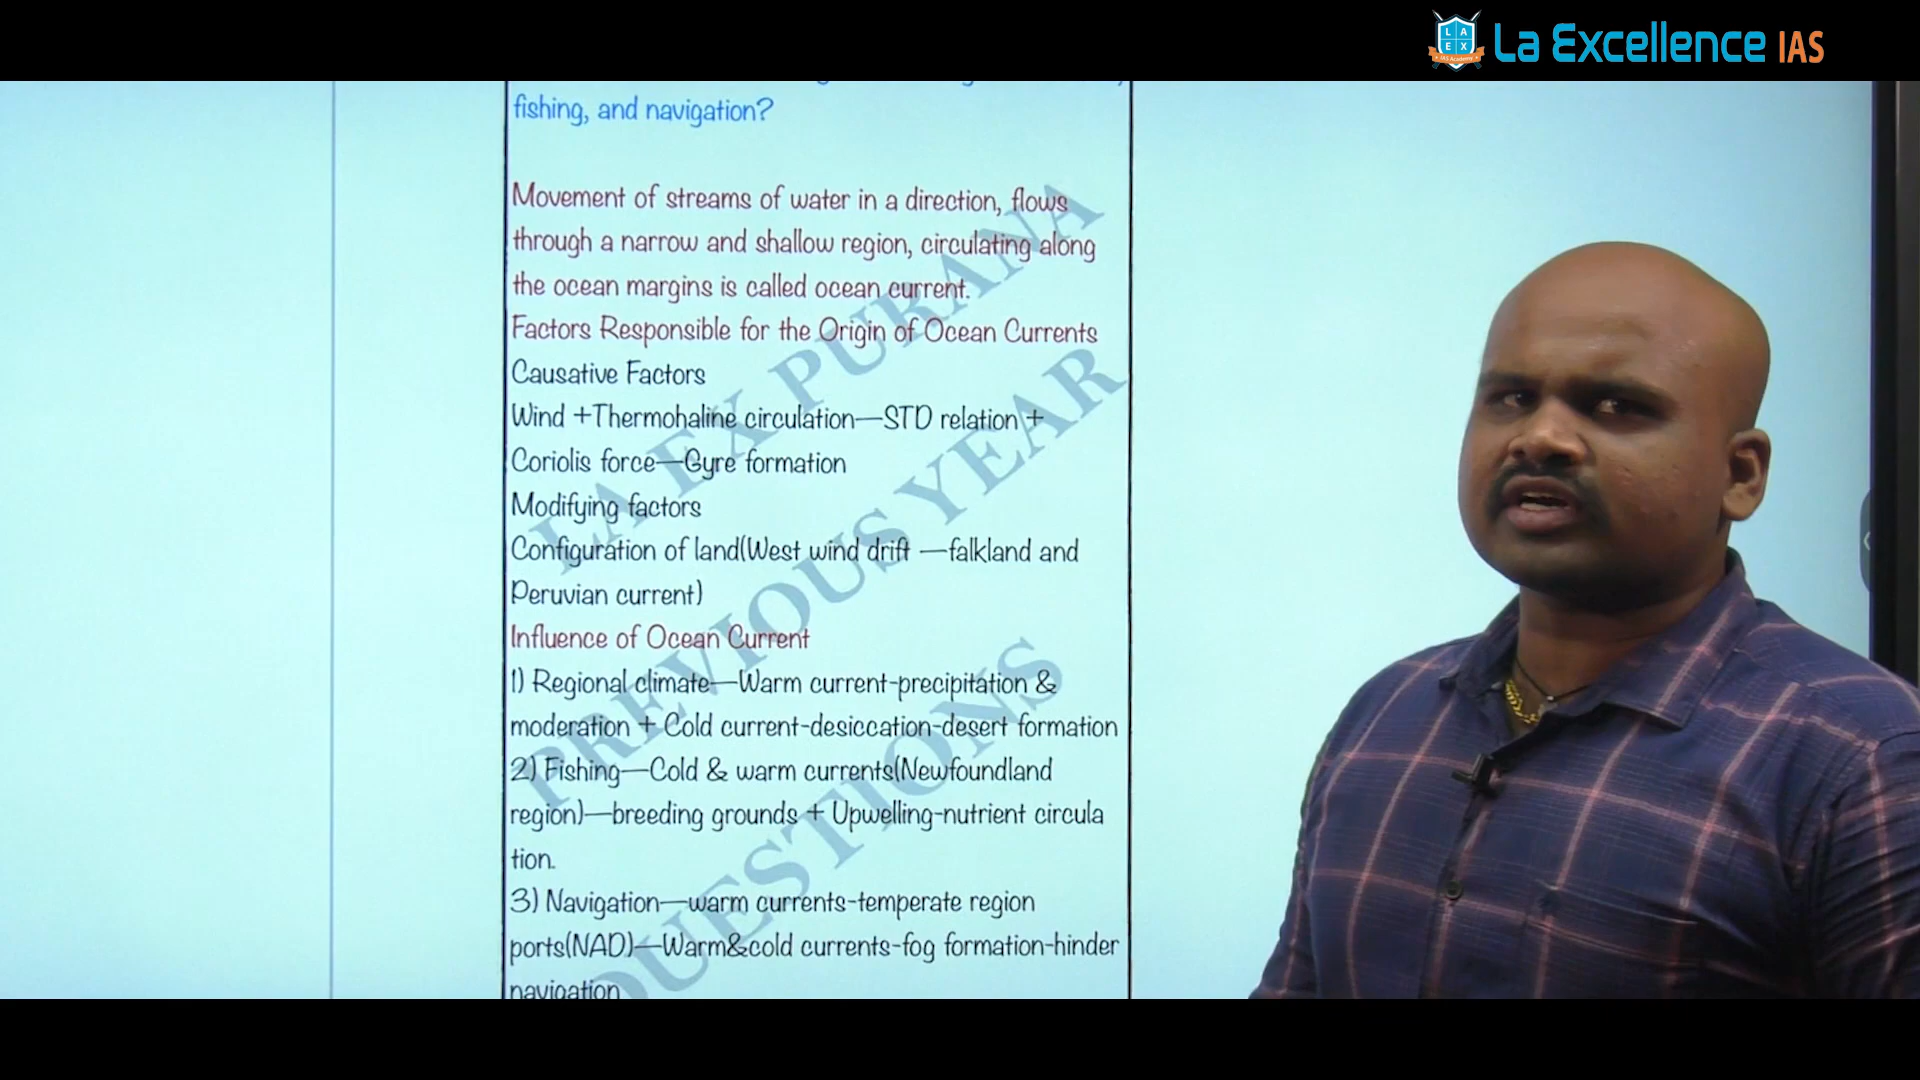 LA
EX
IAS Academy
La Excellence IAS
fishing, and navigation?
Movement of streams of water in a direction, flows
through a narrow and shallow region, circulating along
the ocean margins is called ocean current.
Factors Responsible for the Origin of Ocean Currents
Causative Factors
Wind +Thermohaline circulation—STD relation +
Coriolis force—Gyre formation
Modifying factors
Configuration of land(West wind drift —falkland and
Peruvian current)
Influence of Ocean Current
1) Regional climate—Warm current-precipitation &
moderation + Cold current-desiccation-desert formation
2) Fishing—Cold & warm currents(Newfoundland
region)—breeding grounds + Upwelling-nutrient circula
tion.
3) Navigation—warm currents-temperate region
ports(NAD)—Warm&cold currents-fog formation-hinder
navigation
LA EX PURANA
PREVIOUS YEAR
QUESTIONS